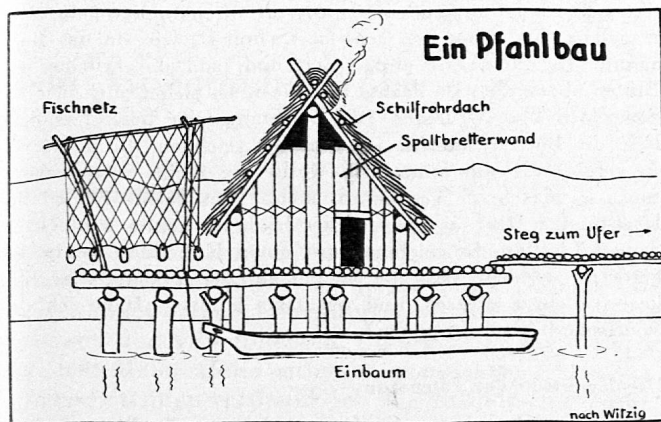 Ein Pfahlbau
Fischnetz
Schilfrohrdach
Spaltbretterwand
Steg zum Ufer
Einbaum
nach Witzig